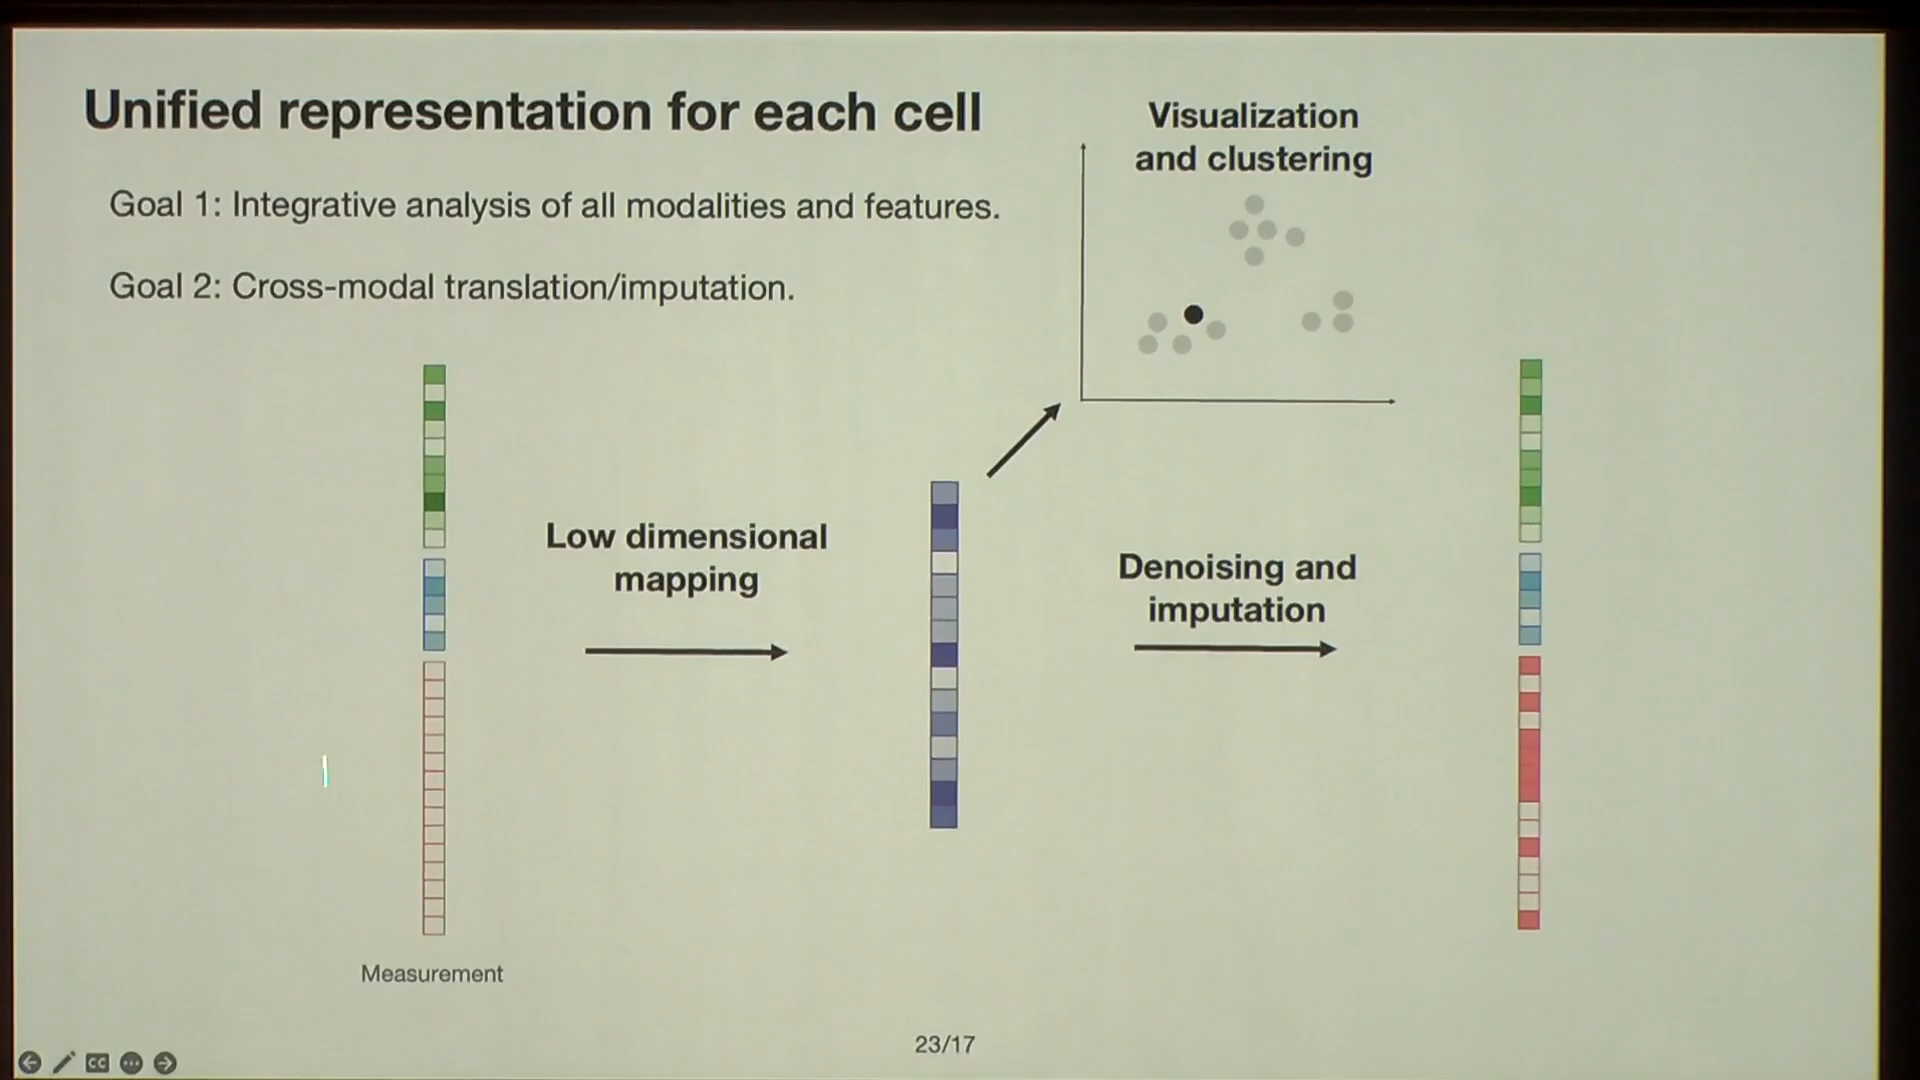 Unified representation for each cell
Goal 1: Integrative analysis of all modalities and features.
Goal 2: Cross-modal translation/imputation.
Visualization
and clustering
Low dimensional
mapping
Denoising and
imputation
Measurement
23/17
CC